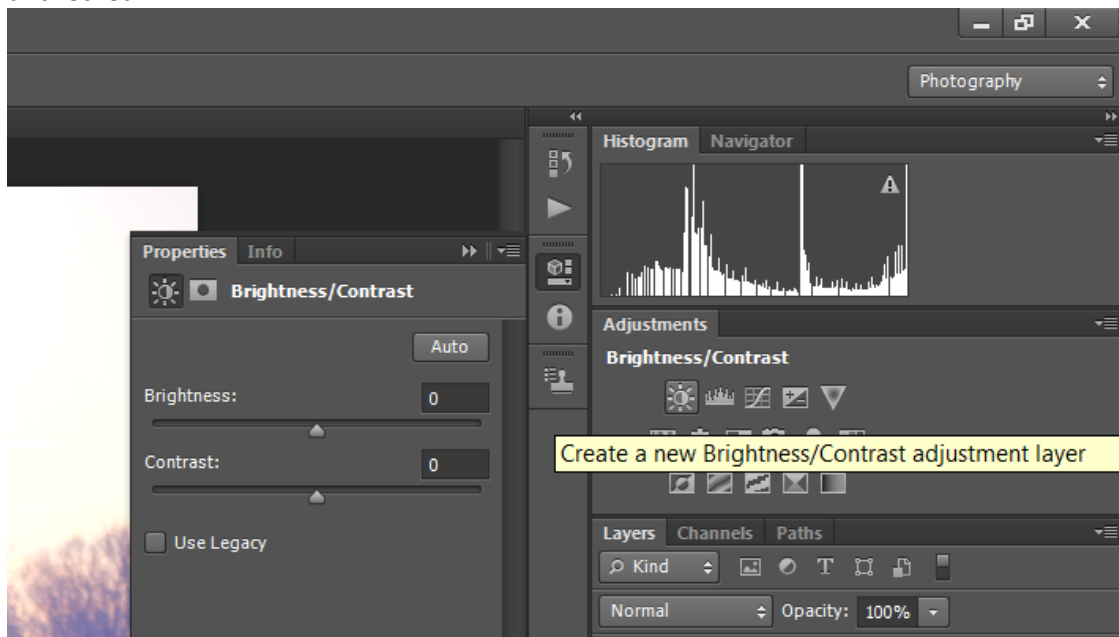 Photography
Histogram Navigator
Properties Info
Brightness/Contrast
Adjustments
Auto
Brightness/Contrast
Brightness: 0
Create a new Brightness/Contrast adjustment layer
Contrast: 0
Layers Channels Paths
Use Legacy
Kind
T
Normal Opacity: 100%